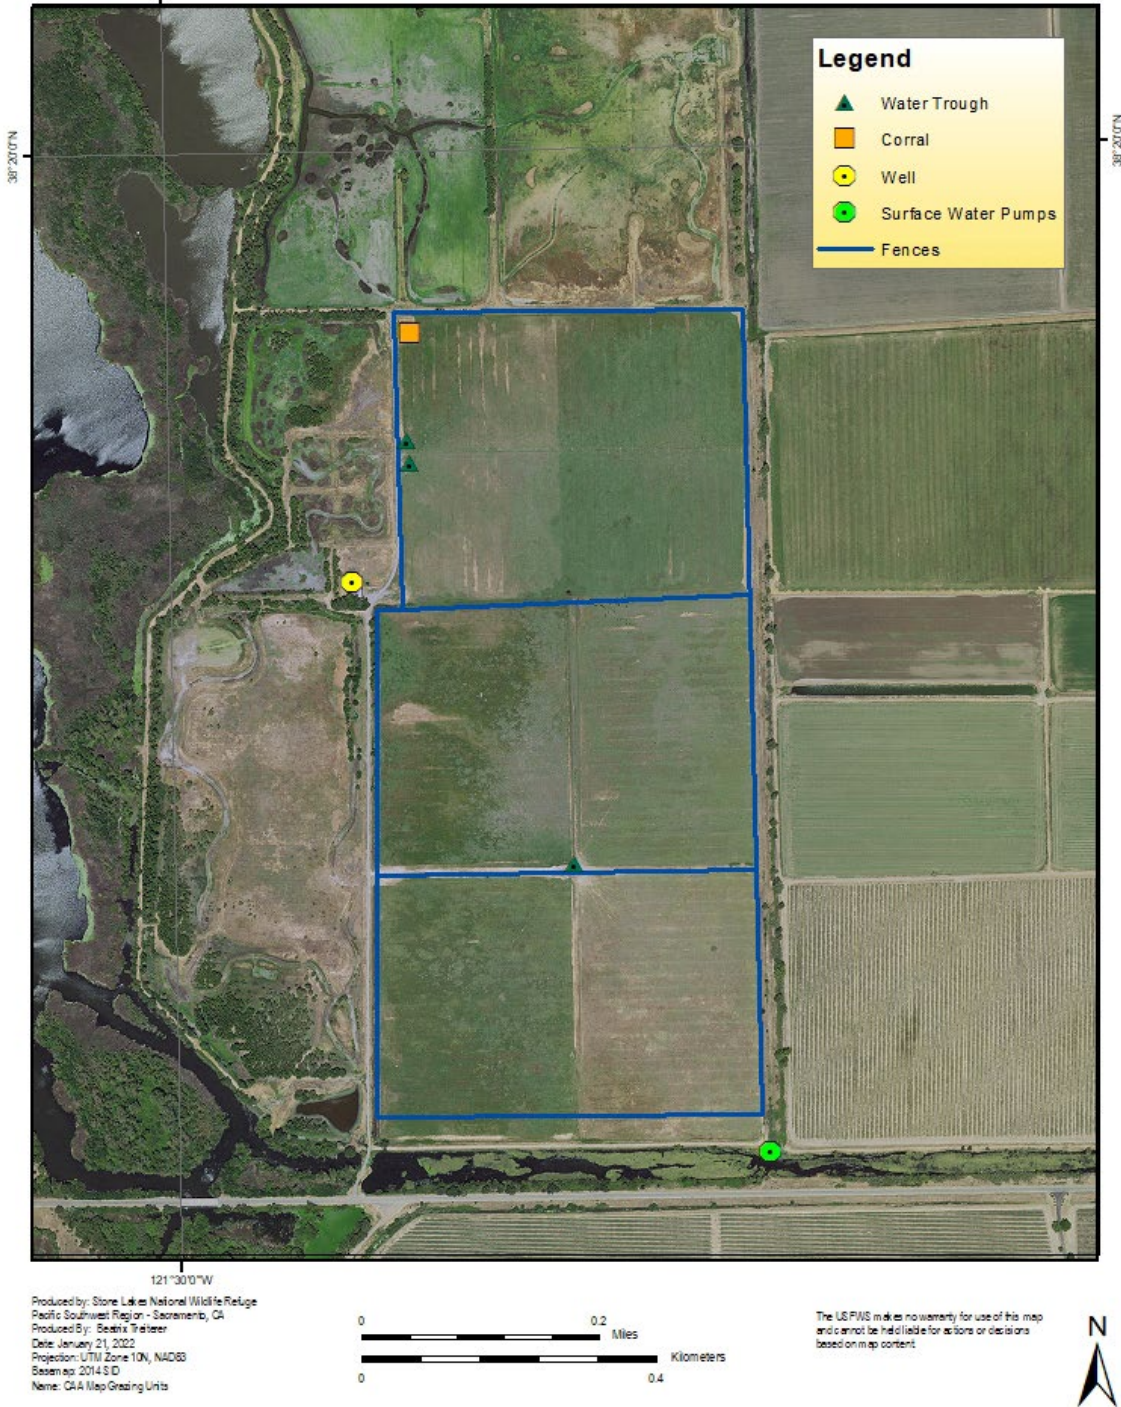 Legend
Water Trough
Corral
Well
Surface Water Pumps
Fences
38°20'0"N
38°20'0"N
121°30'0"W
Produced by: Stone Lakes National Wildlife Refuge
Pacific Southwest Region - Sacramento, CA
Produced By: Beatrix Treiterer
Date: January 21, 2022
Projection: UTM Zone 10N, NAD83
Basemap: 2014 SID
Name: CAA Map Grazing Units
0 0.2
Miles
Kilometers
0 0.4
The USFWS makes no warranty for use of this map
and cannot be held liable for actions or decisions
based on map content
N